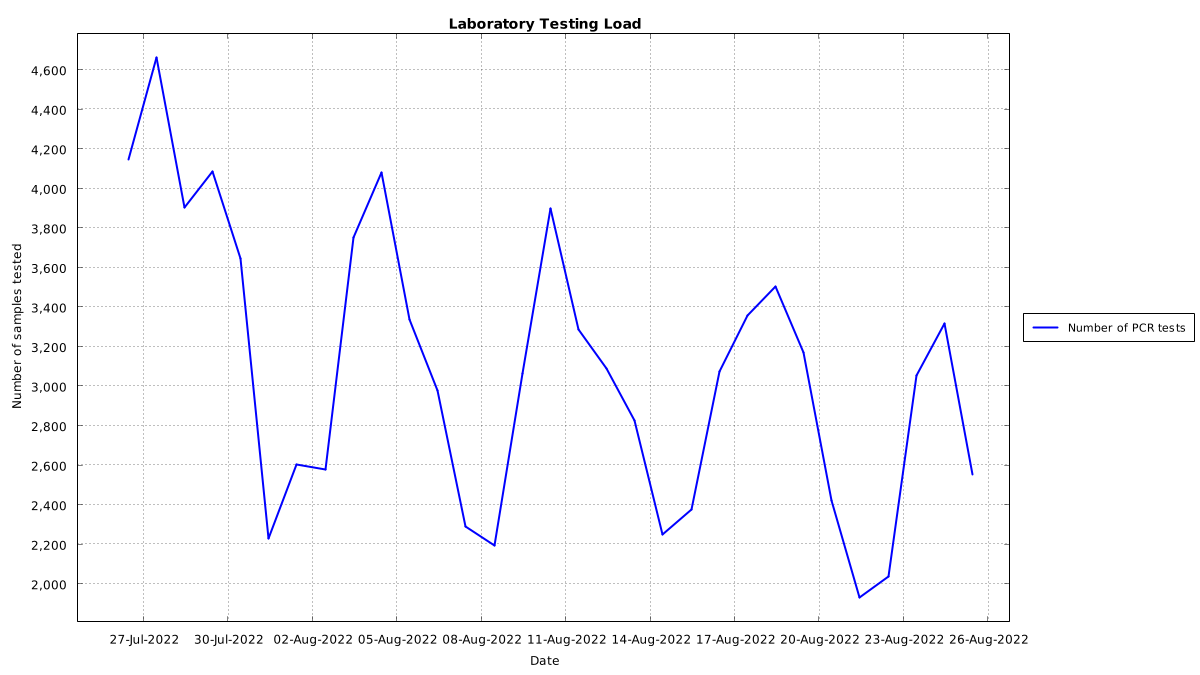 Laboratory Testing Load
4,600
4,400
4,200
4,000
3,800
3,600
3,400
3,200
3,000
2,800
2,600
2,400
2,200
2,000
Number of samples tested
27-Jul-2022 30-Jul-2022 02-Aug-2022 05-Aug-2022 08-Aug-2022 11-Aug-2022 14-Aug-2022 17-Aug-2022 20-Aug-2022 23-Aug-2022 26-Aug-2022
Date
Number of PCR tests